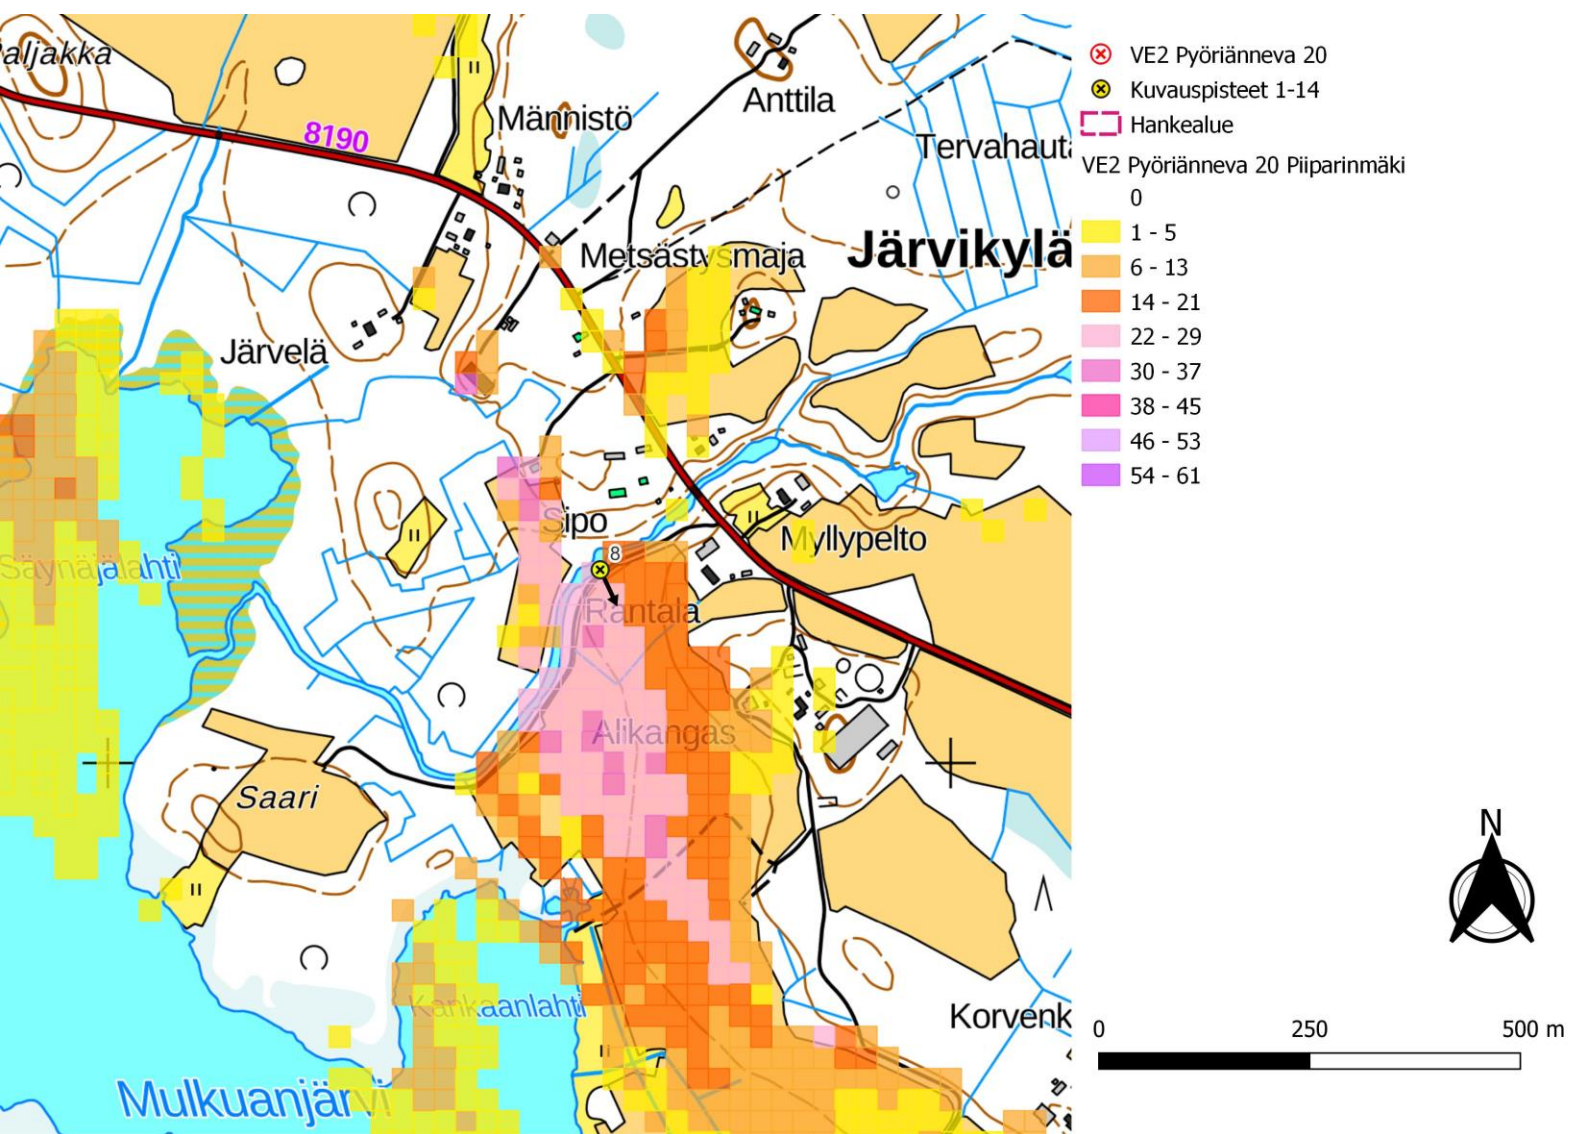 aljakka
8190
Männistö
Anttila
Tervahauta
Metsästysmaja
Järvikylä
Järvelä
Sipo
8
Myllypelto
Säynäjälahti
Rantala
Alikangas
Saari
Kankaanlahti
Korvenk
Mulkuanjärvi
VE2 Pyöriänneva 20
Kuvauspisteet 1-14
Hankealue
VE2 Pyöriänneva 20 Piiparinmäki
0
1 - 5
6 - 13
14 - 21
22 - 29
30 - 37
38 - 45
46 - 53
54 - 61
N
0 250 500 m